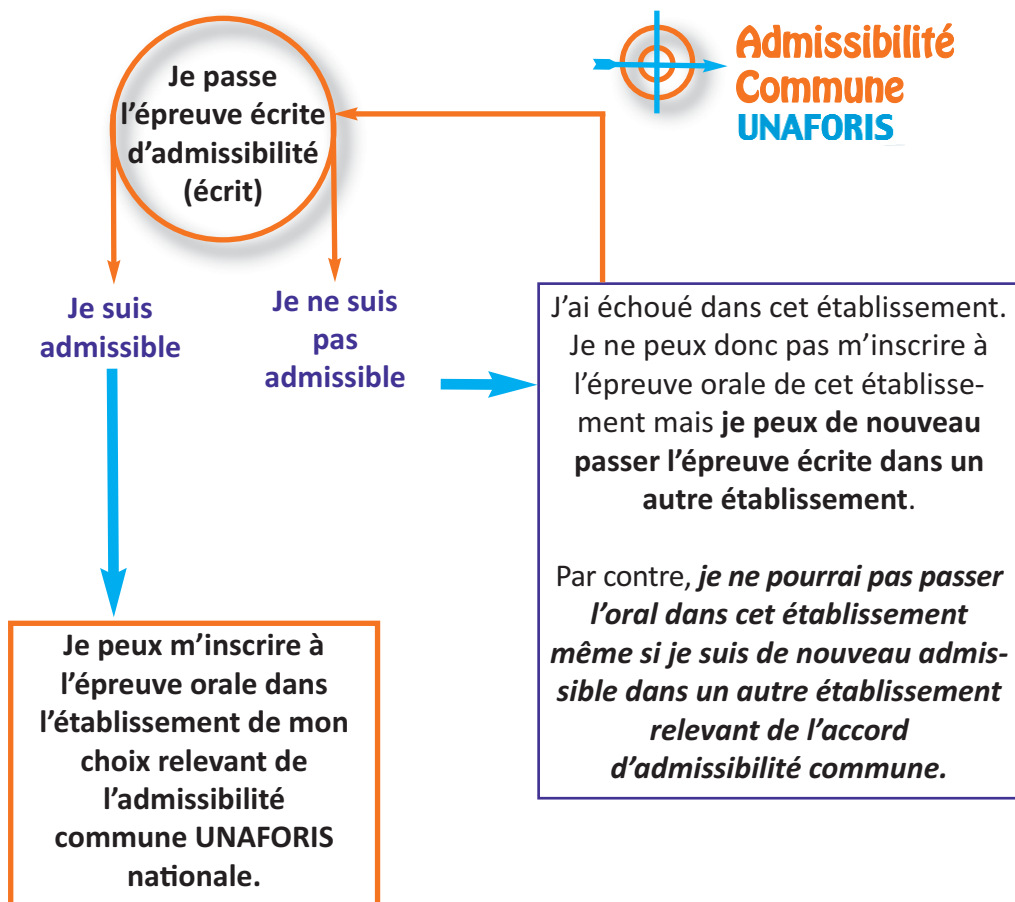 Je passe
l’épreuve écrite
d’admissibilité
(écrit)
Admissibilité
Commune
UNAFORIS
Je suis
admissible
Je ne suis
pas
admissible
J’ai échoué dans cet établissement.
Je ne peux donc pas m’inscrire à
l’épreuve orale de cet établisse-
ment mais je peux de nouveau
passer l’épreuve écrite dans un
autre établissement.
Par contre, je ne pourrai pas passer
l’oral dans cet établissement
même si je suis de nouveau admis-
sible dans un autre établissement
relevant de l’accord
d’admissibilité commune.
Je peux m’inscrire à
l’épreuve orale dans
l’établissement de mon
choix relevant de
l’admissibilité
commune UNAFORIS
nationale.